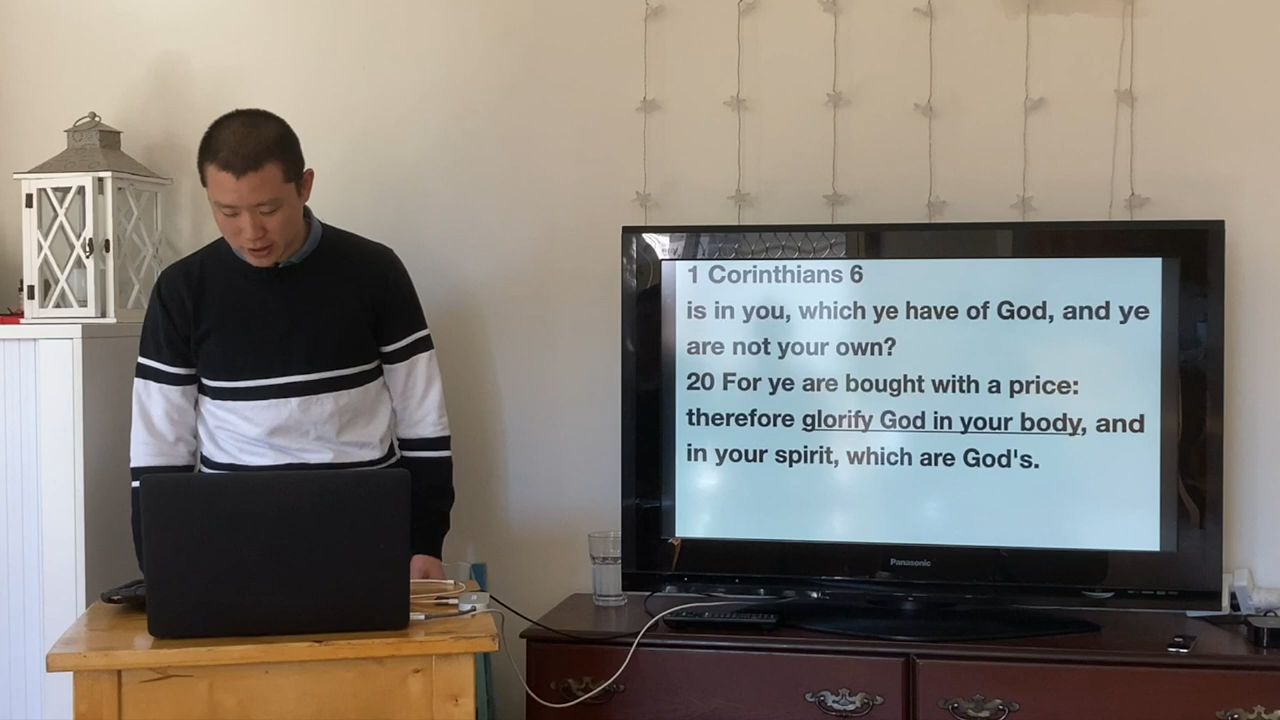 1 Corinthians 6
is in you, which ye have of God, and ye
are not your own?
20 For ye are bought with a price:
therefore glorify God in your body, and
in your spirit, which are God's.
Panasonic